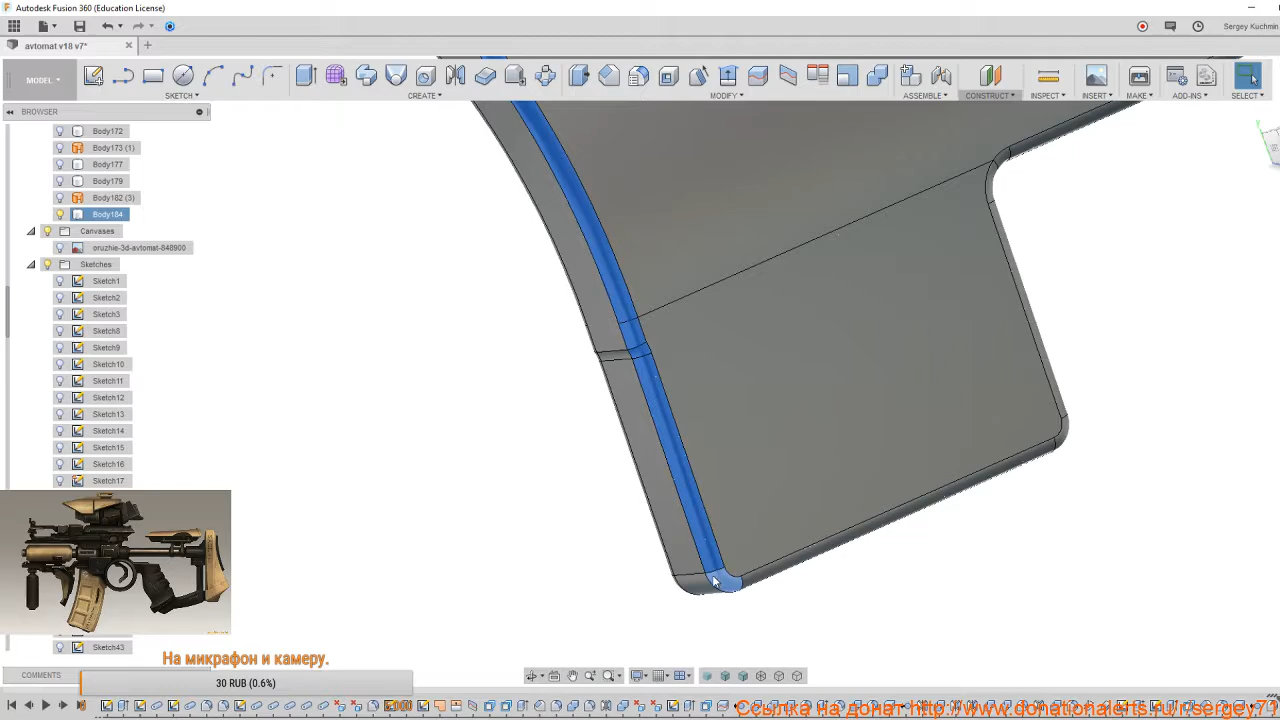 Autodesk Fusion 360 (Education License)
Sergey Kuchmin
avtomat v18 v7*
MODEL
SKETCH
CREATE
MODIFY
ASSEMBLE
CONSTRUCT
INSPECT
INSERT
MAKE
ADD-INS
SELECT
BROWSER
Body172
Body173 (1)
Body177
Body179
Body182 (3)
Body184
Canvases
oruzhie-3d-avtomat-848900
Sketches
Sketch1
Sketch2
Sketch3
Sketch8
Sketch9
Sketch10
Sketch11
Sketch12
Sketch13
Sketch14
Sketch15
Sketch16
Sketch17
Sketch43
На микрафон и камеру.
COMMENTS
30 RUB (0.6%)
Ссылка на донат http://www.donationalerts.ru/r/sergey71